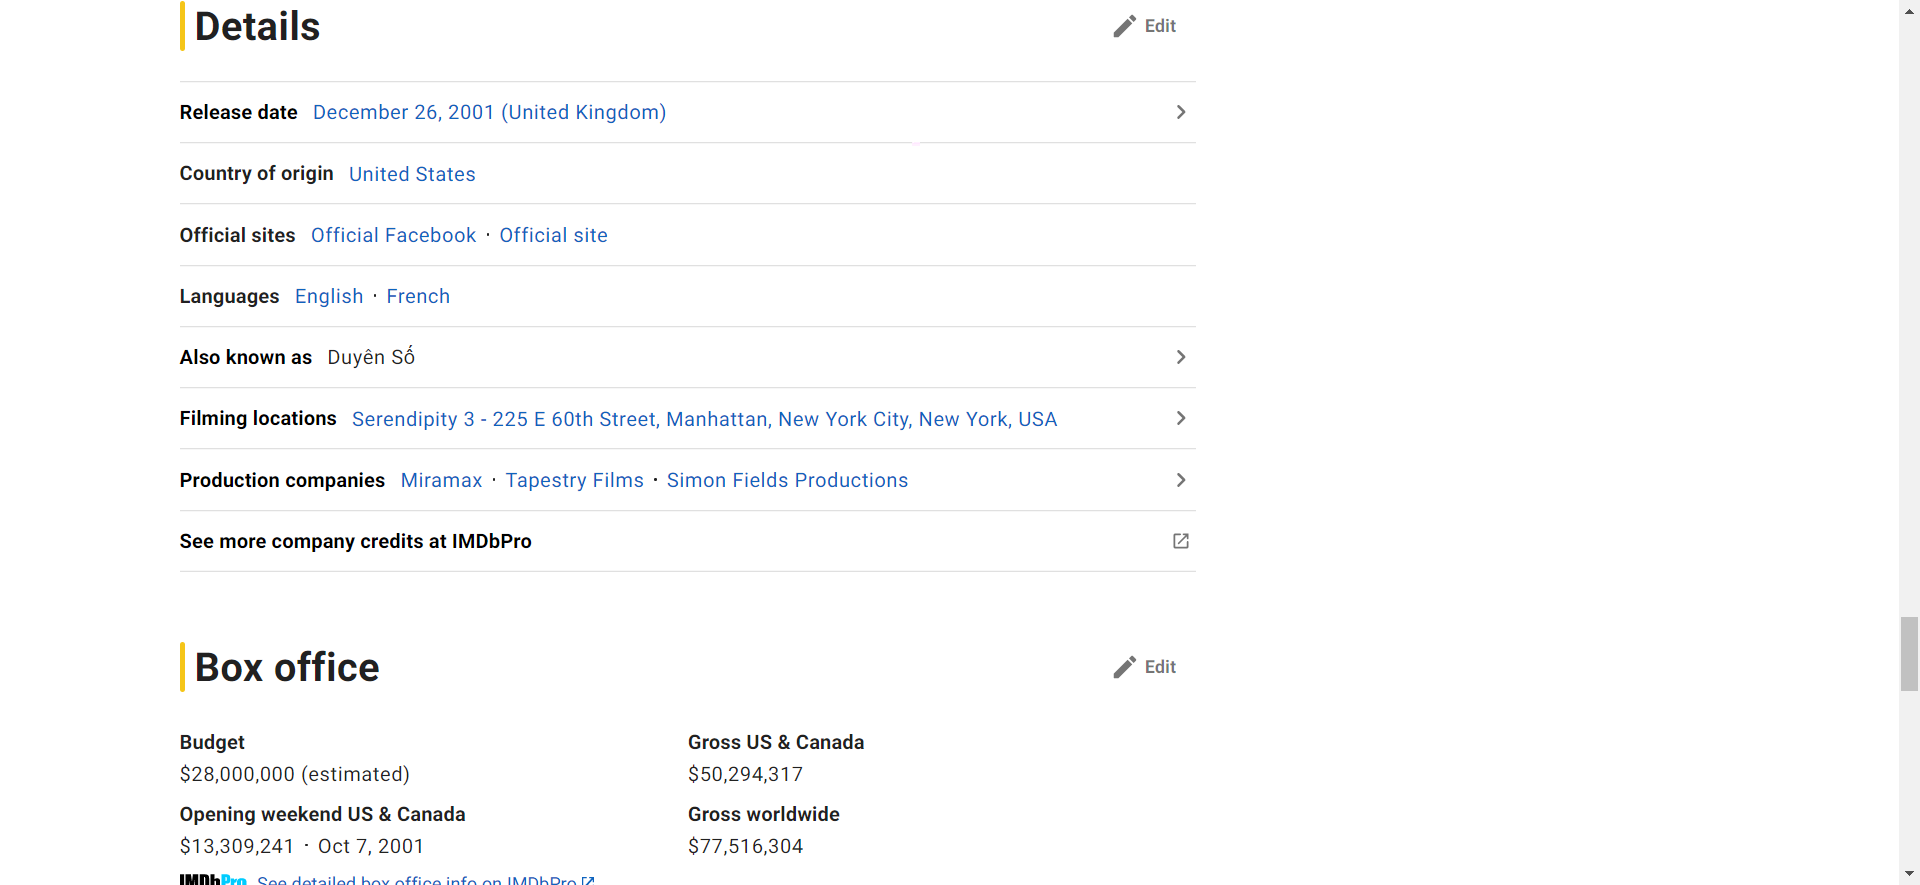 Details
Edit
Release date December 26, 2001 (United Kingdom)
Country of origin United States
Official sites Official Facebook · Official site
Languages English · French
Also known as Duyên Số
Filming locations Serendipity 3 - 225 E 60th Street, Manhattan, New York City, New York, USA
Production companies Miramax · Tapestry Films · Simon Fields Productions
See more company credits at IMDbPro
Box office
Edit
Budget
$28,000,000 (estimated)
Gross US & Canada
$50,294,317
Opening weekend US & Canada
$13,309,241 · Oct 7, 2001
Gross worldwide
$77,516,304
IMDbPro See detailed box office info on IMDbPro